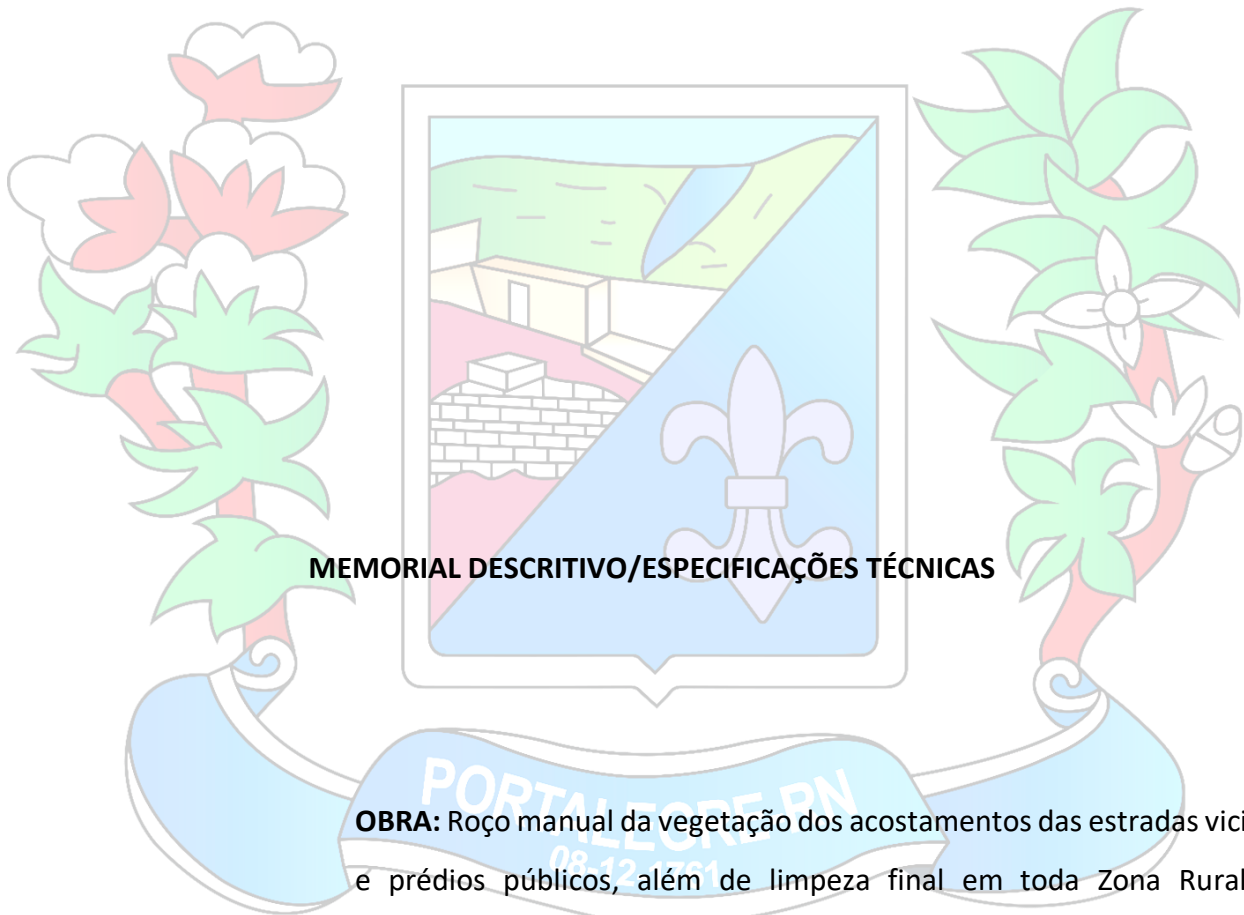 MEMORIAL DESCRITIVO/ESPECIFICAÇÕES TÉCNICAS
PORTALEGRE-RN
OBRA: Roço manual da vegetação dos acostamentos das estradas vici
08-12-1761
e prédios públicos, além de limpeza final em toda Zona Rural